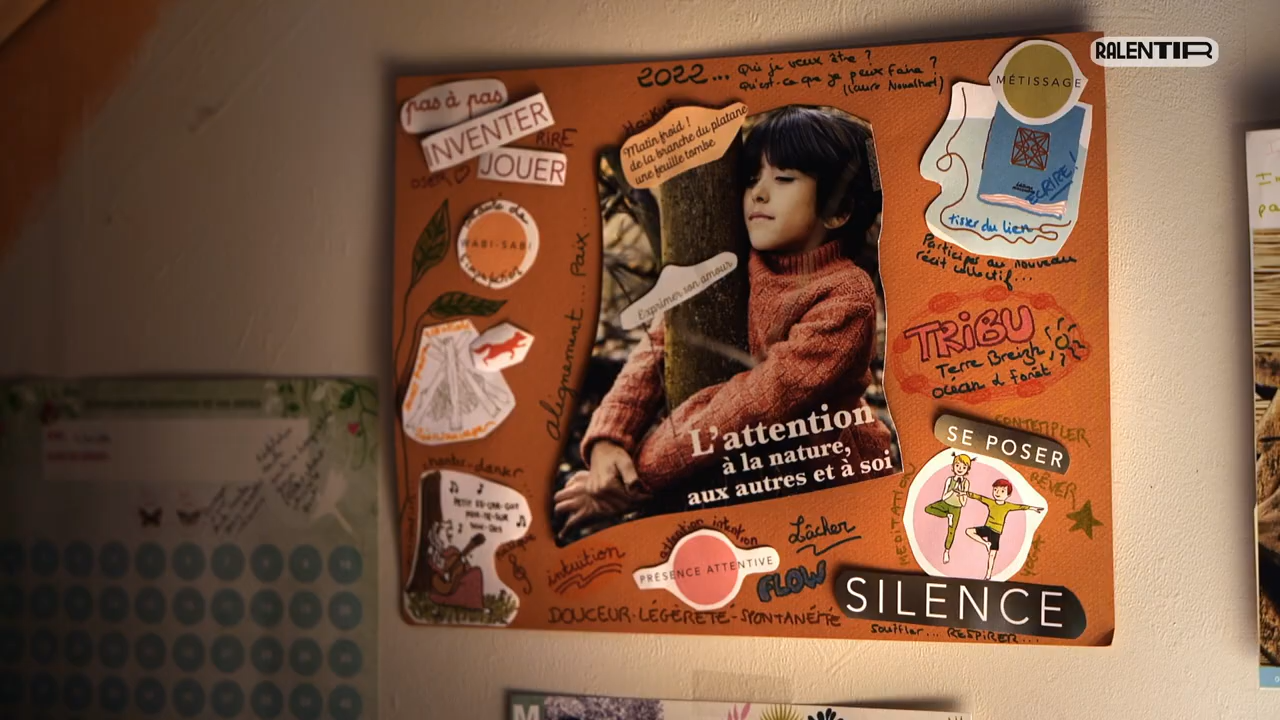 RALENTIR
2022... Qui je veux être ?
Qu'est-ce que je peux faire ?
(Laure Noualhat)
MÉTISSAGE
pas à pas
INVENTER
RIRE
OSER
JOUER
Haïkus
Matin froid !
de la branche du platane
une feuille tombe
ÉCRIRE !
tisser du lien
Participer au nouveau
récit collectif...
WABI-SABI
Exprimer son amour
alignement... Paix...
TRIBU
Terre Breizh
océan & forêt ?
L'attention
à la nature,
aux autres et à soi
CONTEMPLER
SE POSER
RÊVER
MÉDITATION
YOGA
chanter-danser
attention intention
PRÉSENCE ATTENTIVE
intuition
Lâcher
FLOW
SILENCE
DOUCEUR-LÉGÈRETÉ-SPONTANÉITÉ
Souffler... RESPIRER...